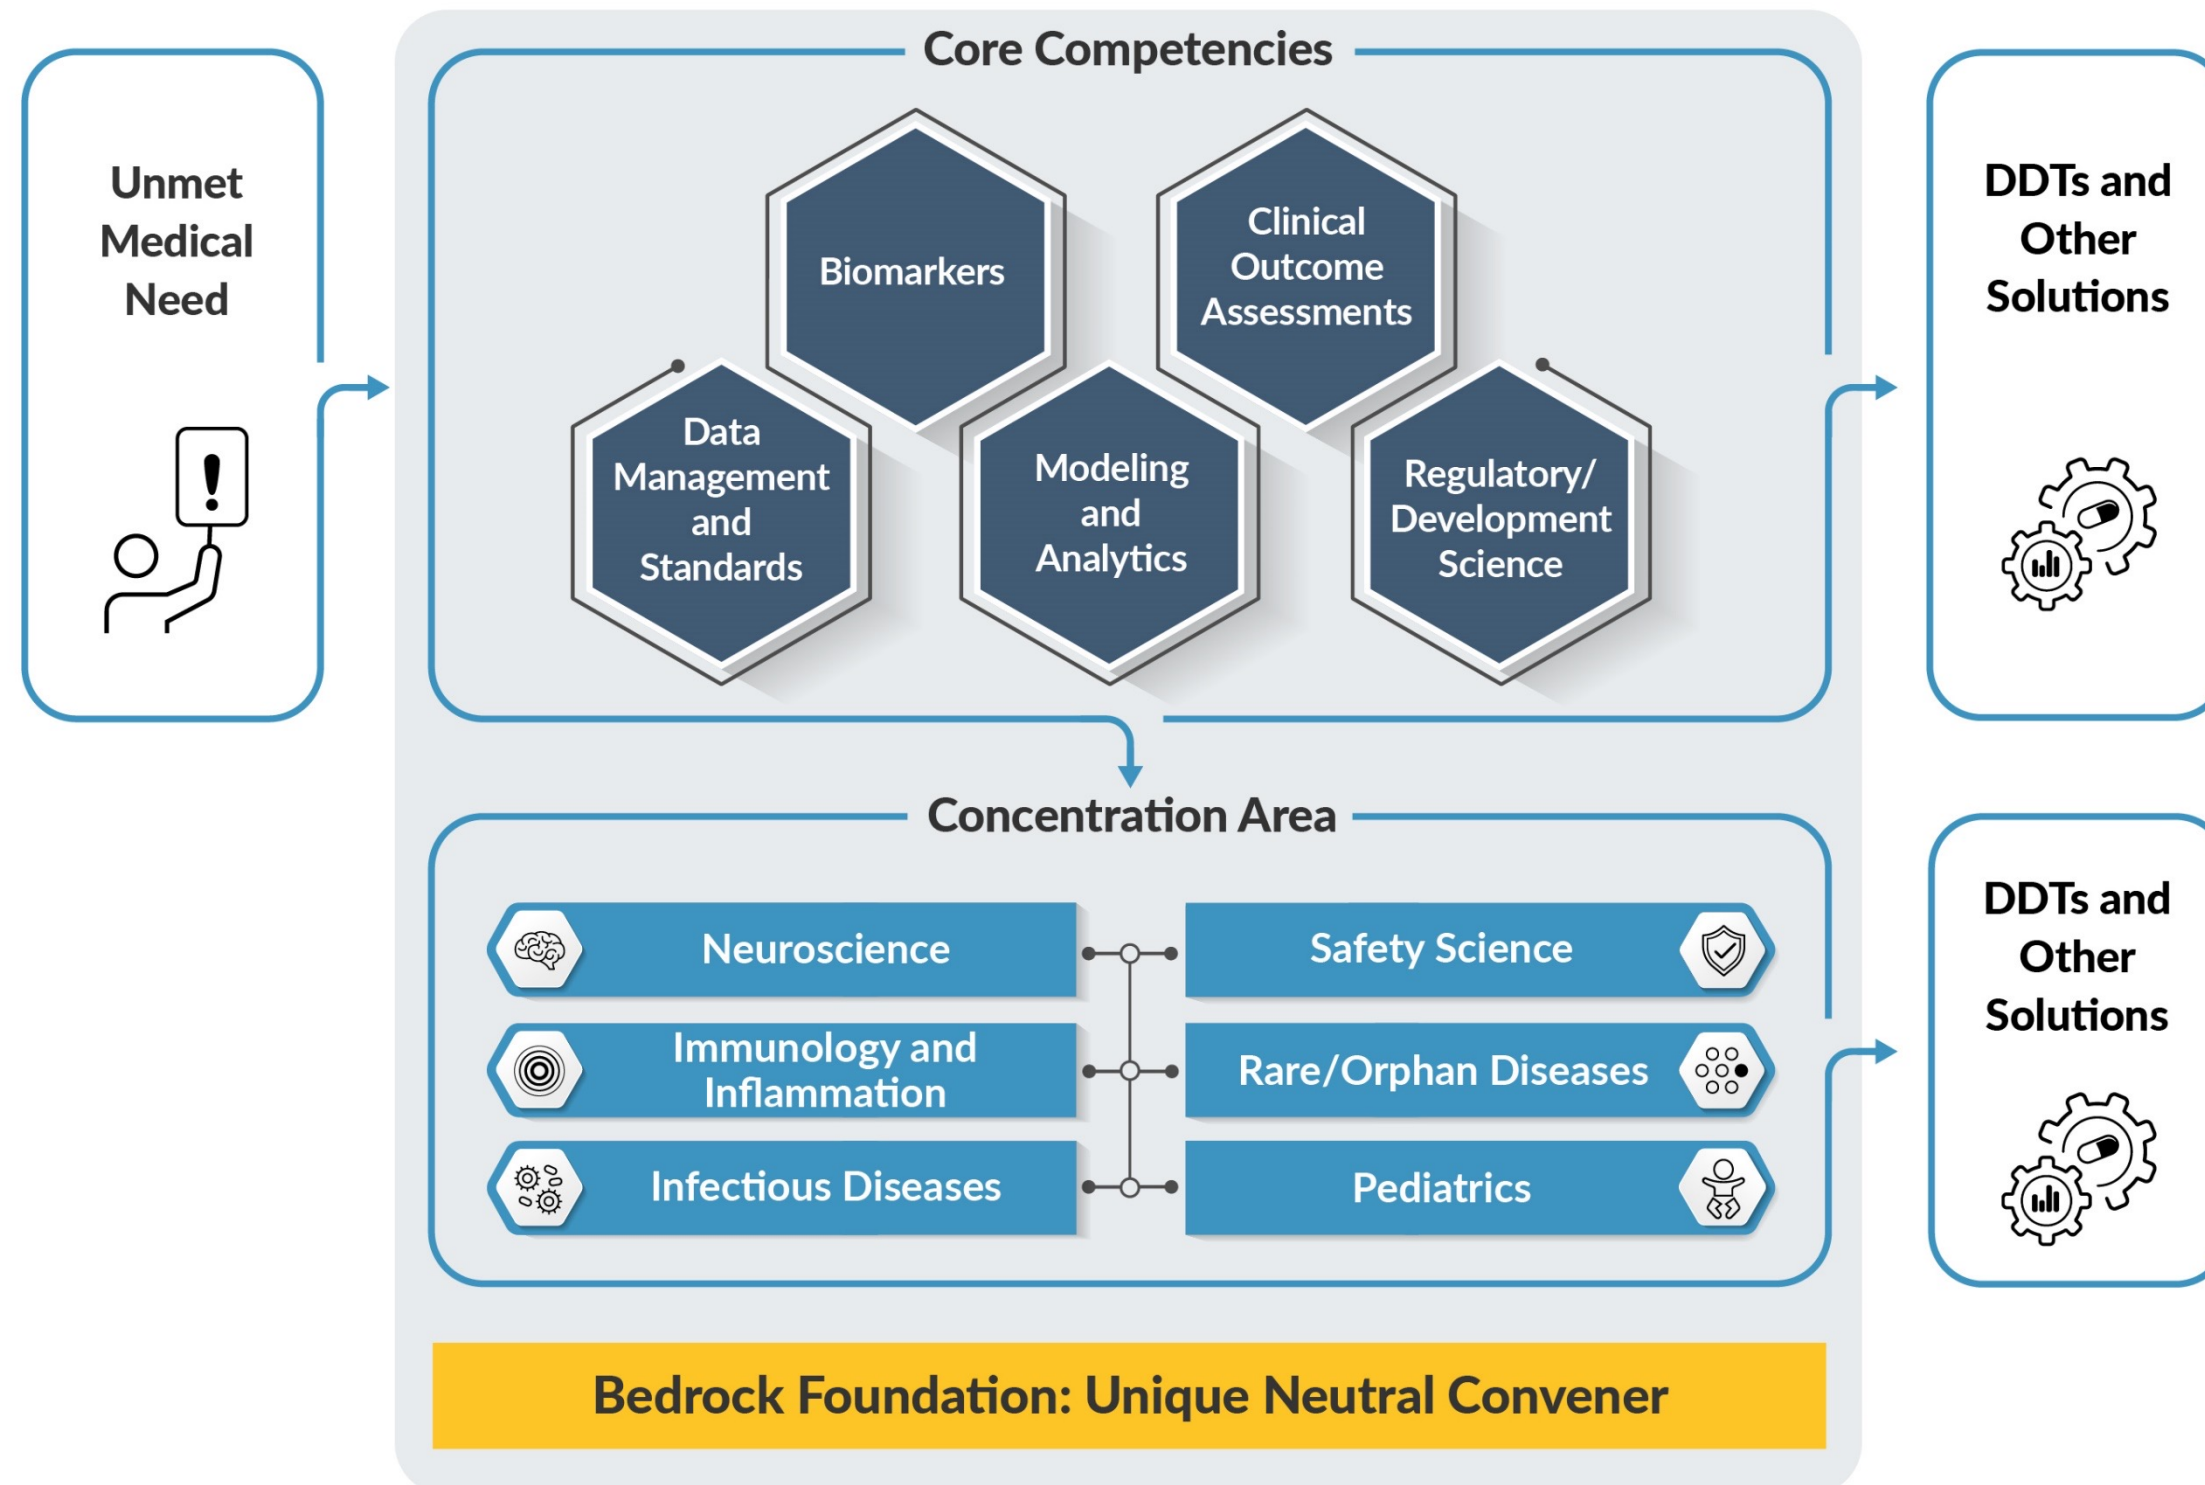 Core Competencies
Unmet
Medical
Need
Biomarkers
Clinical
Outcome
Assessments
Data
Management
and
Standards
Modeling
and
Analytics
Regulatory/
Development
Science
DDTs and
Other
Solutions
Concentration Area
Neuroscience
Safety Science
Immunology and
Inflammation
Rare/Orphan Diseases
Infectious Diseases
Pediatrics
DDTs and
Other
Solutions
Bedrock Foundation: Unique Neutral Convener